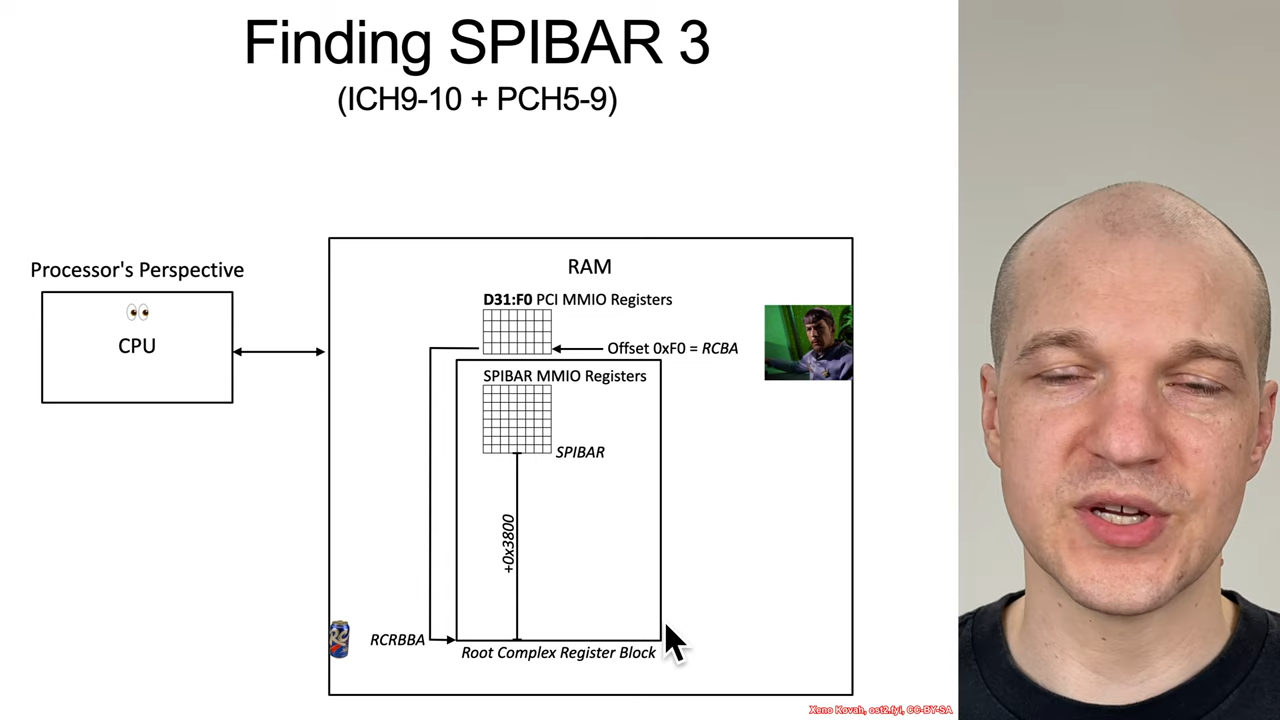 Finding SPIBAR 3
(ICH9-10 + PCH5-9)
Processor's Perspective
CPU
RAM
D31:F0 PCI MMIO Registers
Offset 0xF0 = RCBA
SPIBAR MMIO Registers
SPIBAR
+0x3800
RC
RCRBBA
Root Complex Register Block
Xeno Kovah, ost2.fyi, CC-BY-SA